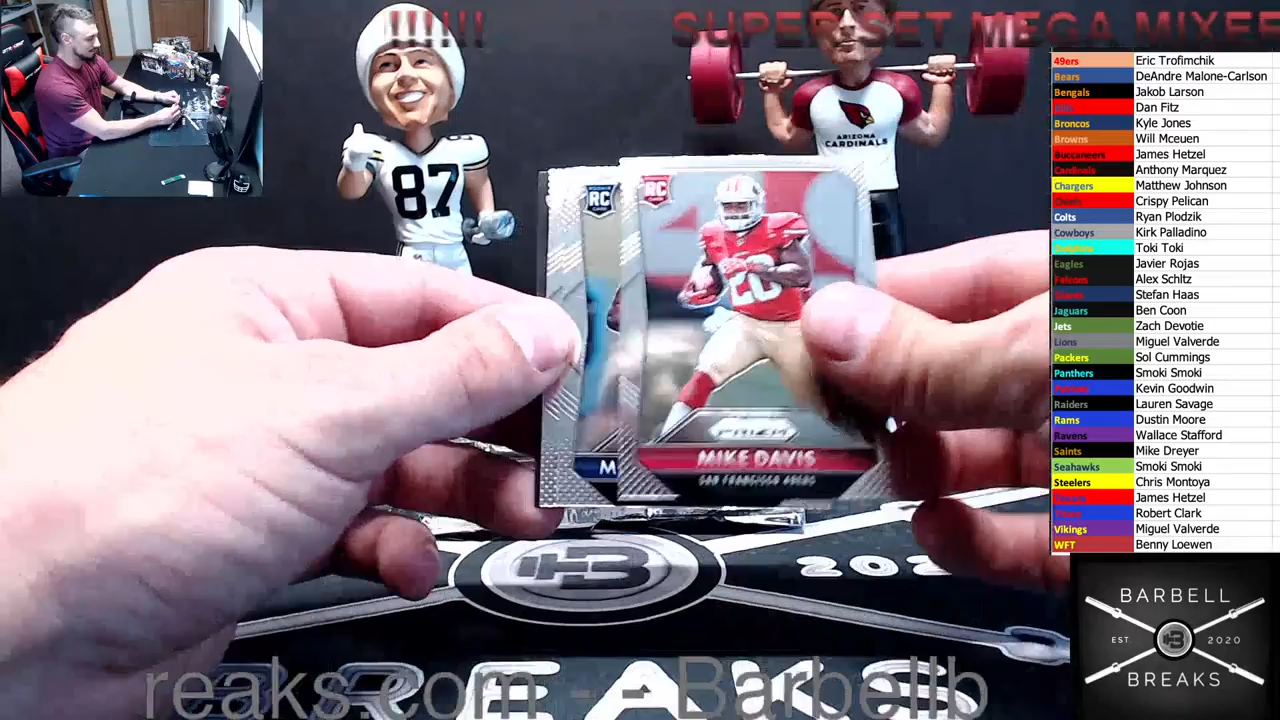 !!!!! SUPER SET MEGA MIXER
49ers Eric Trofimchik
Bears DeAndre Malone-Carlson
Bengals Jakob Larson
Bills Dan Fitz
Broncos Kyle Jones
Browns Will Mceuen
Buccaneers James Hetzel
Cardinals Anthony Marquez
Chargers Matthew Johnson
Chiefs Crispy Pelican
Colts Ryan Plodzik
Cowboys Kirk Palladino
Dolphins Toki Toki
Eagles Javier Rojas
Falcons Alex Schltz
Giants Stefan Haas
Jaguars Ben Coon
Jets Zach Devotie
Lions Miguel Valverde
Packers Sol Cummings
Panthers Smoki Smoki
Patriots Kevin Goodwin
Raiders Lauren Savage
Rams Dustin Moore
Ravens Wallace Stafford
Saints Mike Dreyer
Seahawks Smoki Smoki
Steelers Chris Montoya
Texans James Hetzel
Titans Robert Clark
Vikings Miguel Valverde
WFT Benny Loewen
87
ARIZONA
CARDINALS
RC
RC
20
PRIZM
M
MIKE DAVIS
SAN FRANCISCO 49ERS
B
202
BREAKS
reaks.com - - Barbellb
BARBELL
EST 2020
BREAKS